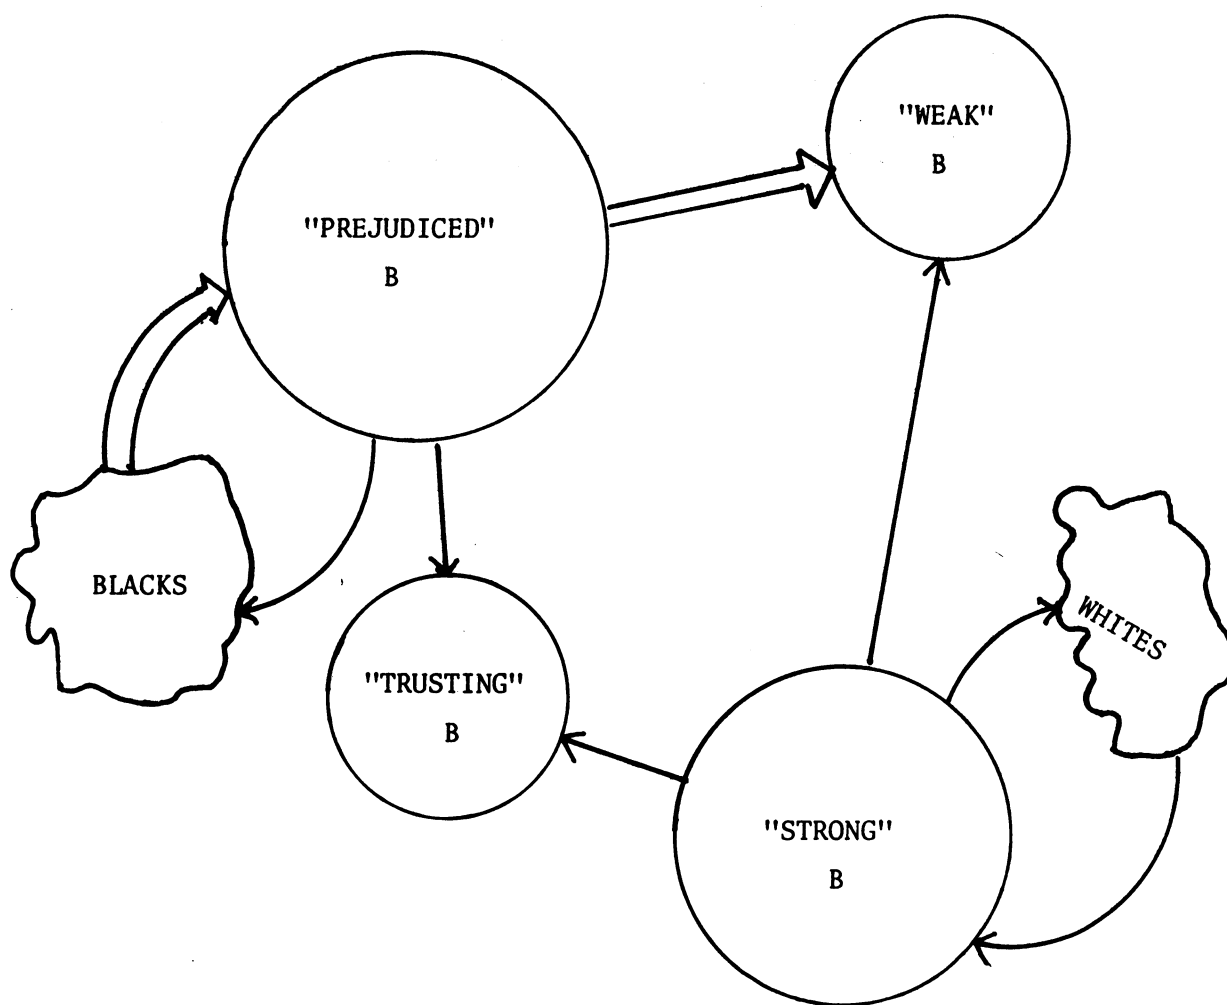 "WEAK"
B
"PREJUDICED"
B
BLACKS
WHITES
"TRUSTING"
B
"STRONG"
B